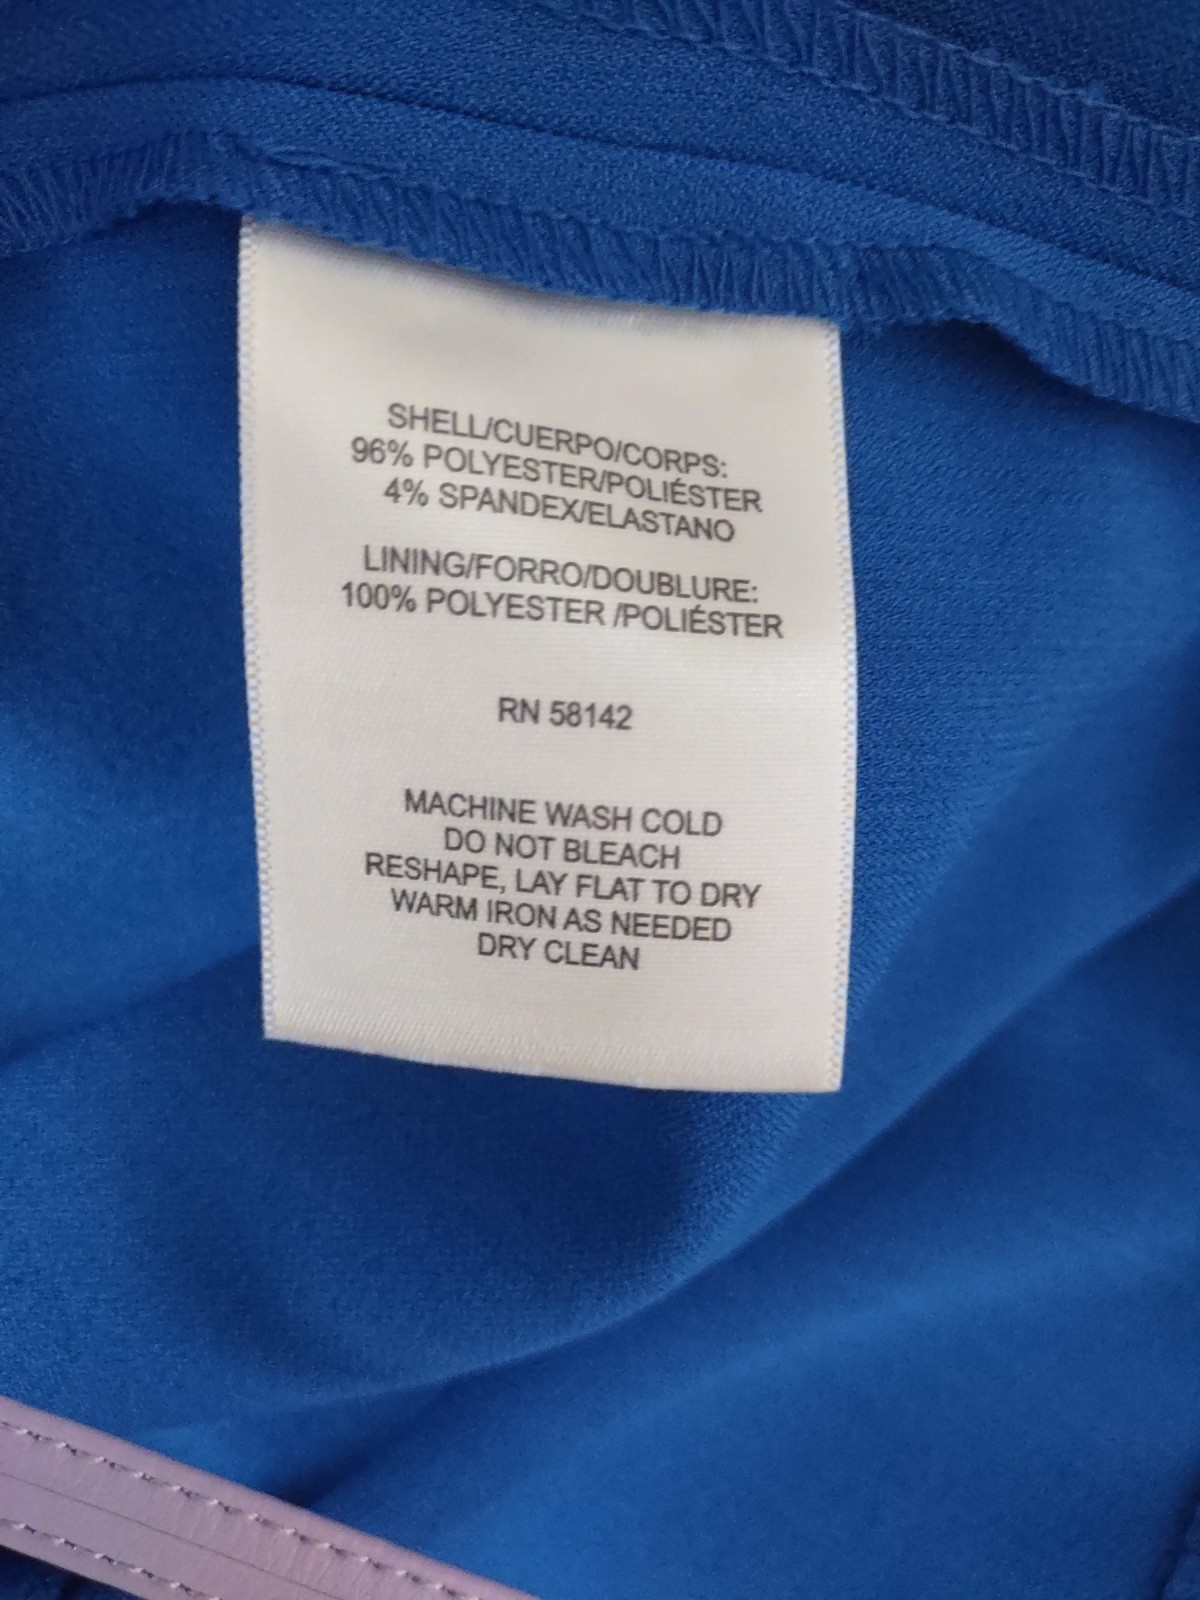 SHELL/CUERPO/CORPS:
96% POLYESTER/POLIÉSTER
4% SPANDEX/ELASTANO
LINING/FORRO/DOUBLURE:
100% POLYESTER /POLIÉSTER
RN 58142
MACHINE WASH COLD
DO NOT BLEACH
RESHAPE, LAY FLAT TO DRY
WARM IRON AS NEEDED
DRY CLEAN